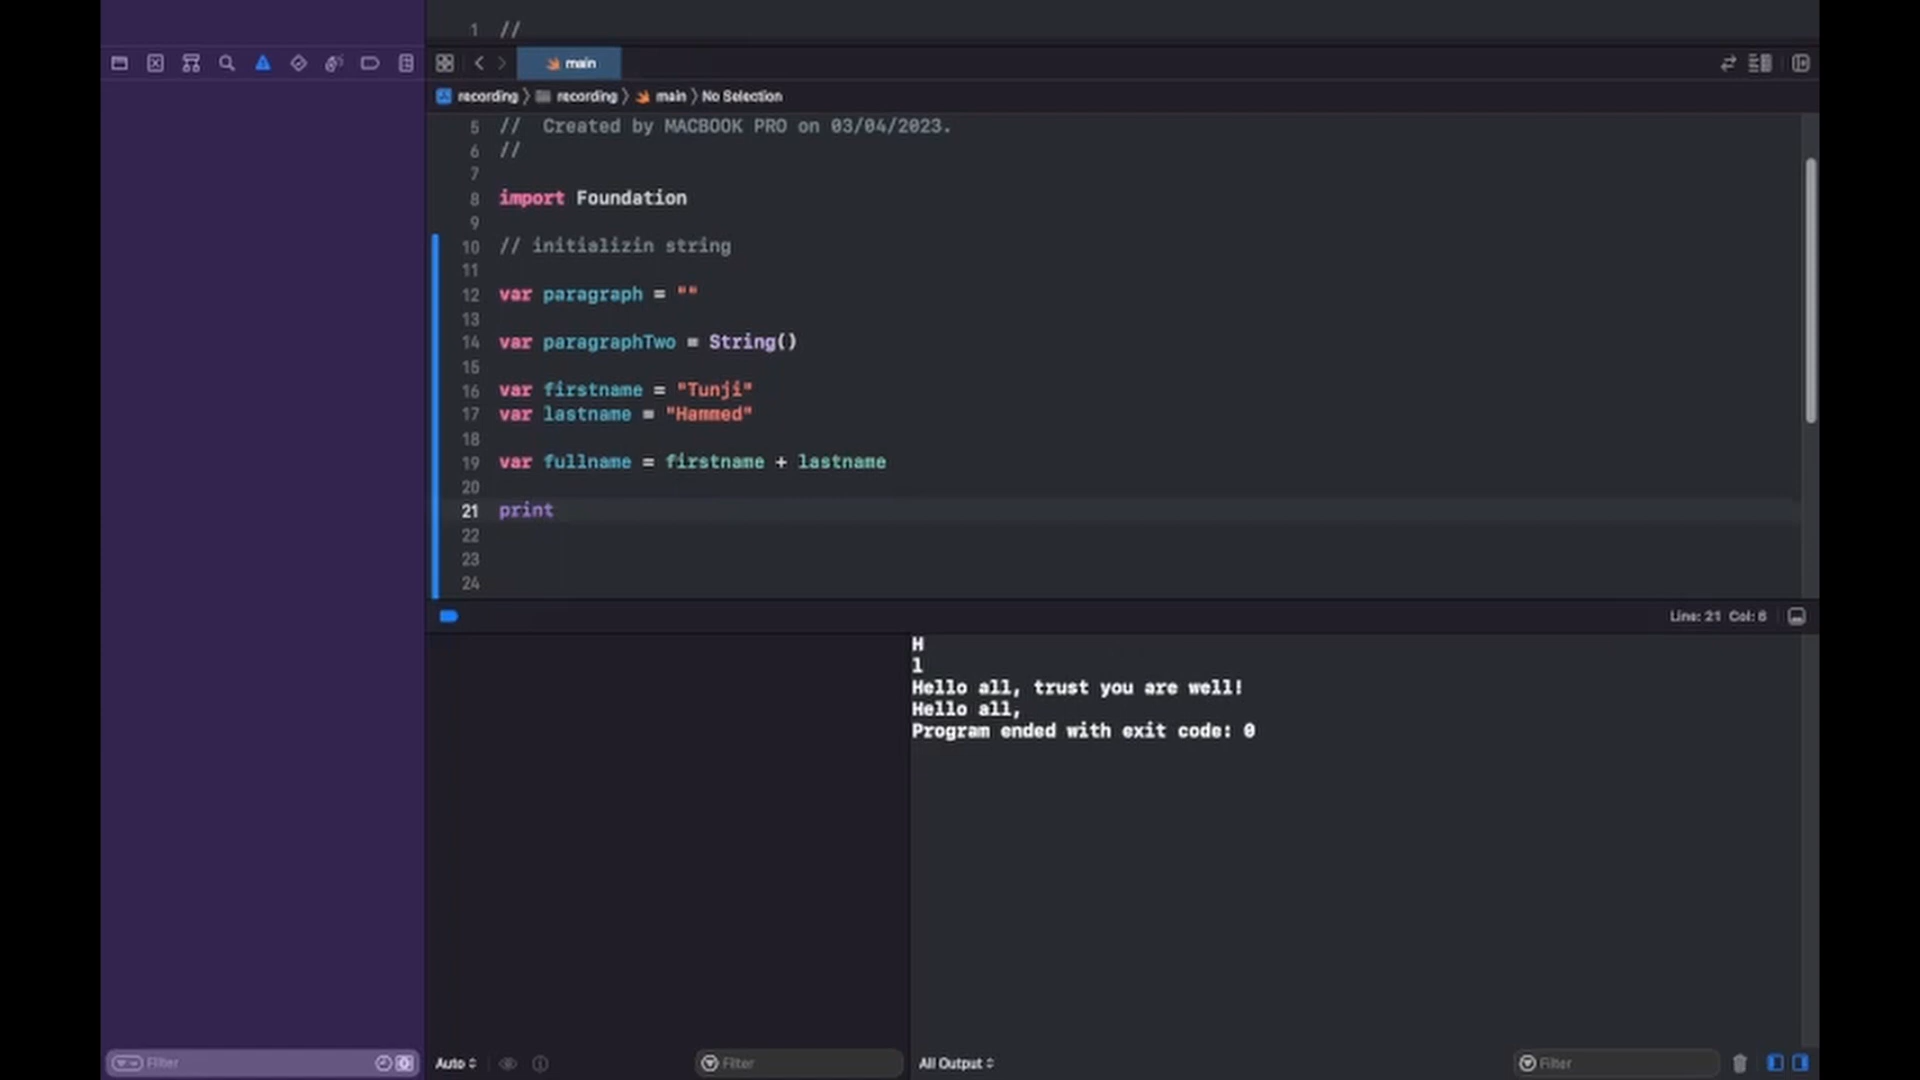 1 //
main
recording 〉 recording 〉 main 〉 No Selection
5 //  Created by MACBOOK PRO on 03/04/2023.
6 //
7
8 import Foundation
9
10 // initializin string
11
12 var paragraph = ""
13
14 var paragraphTwo = String()
15
16 var firstname = "Tunji"
17 var lastname = "Hammed"
18
19 var fullname = firstname + lastname
20
21 print
22
23
24
Line: 21 Col: 6
H
l
Hello all, trust you are well!
Hello all,
Program ended with exit code: 0
Filter
Auto
Filter
All Output
Filter